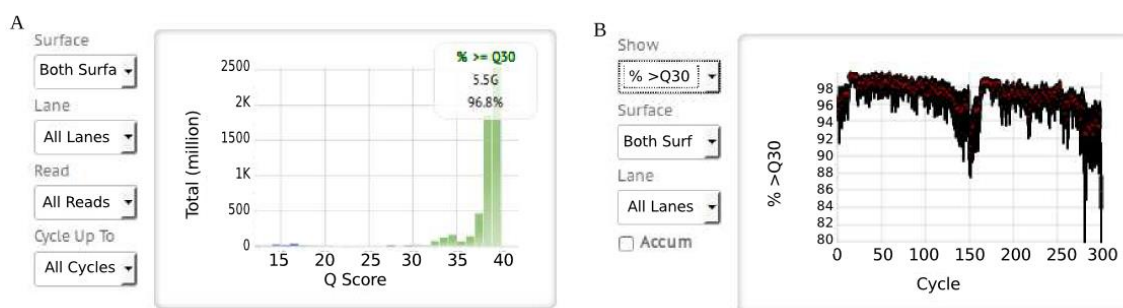 A
Surface
Both Surfa
Lane
All Lanes
Read
All Reads
Cycle Up To
All Cycles
Total (million)
2500
2K
1500
1K
500
0
15 20 25 30 35 40
Q Score
% >= Q30
5.5G
96.8%
B
Show
% >Q30
Surface
Both Surf
Lane
All Lanes
Accum
% >Q30
98
96
94
92
90
88
86
84
82
80
0 50 100 150 200 250 300
Cycle